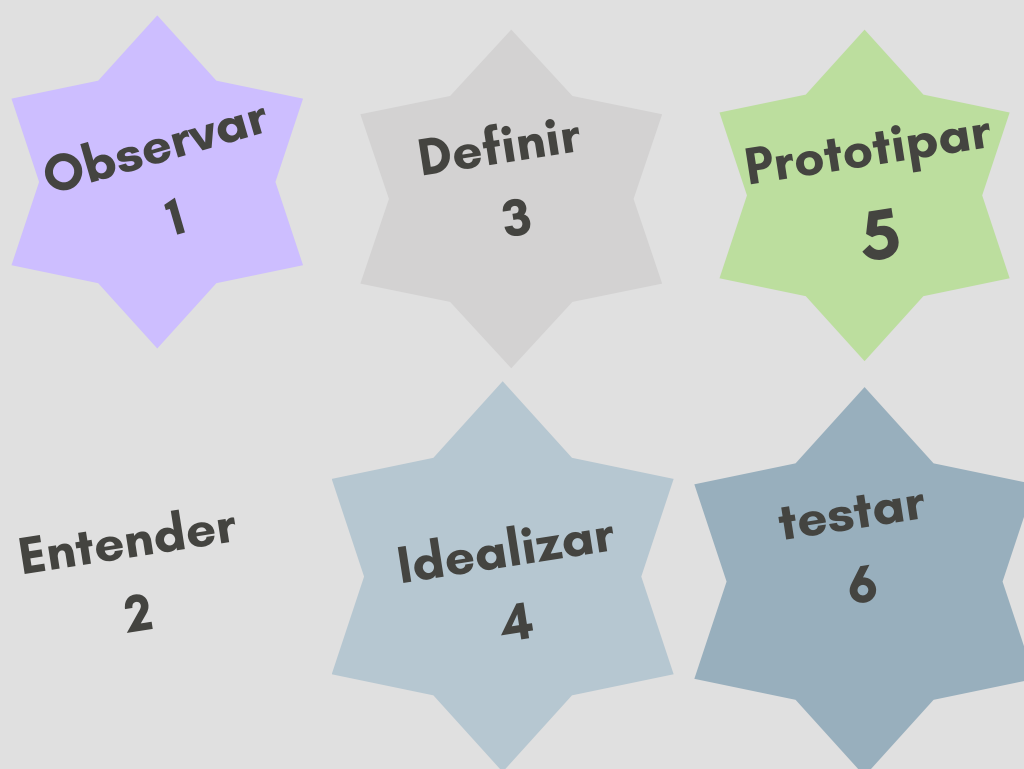 Observar
1
Definir
3
Prototipar
5
Entender
2
Idealizar
4
testar
6